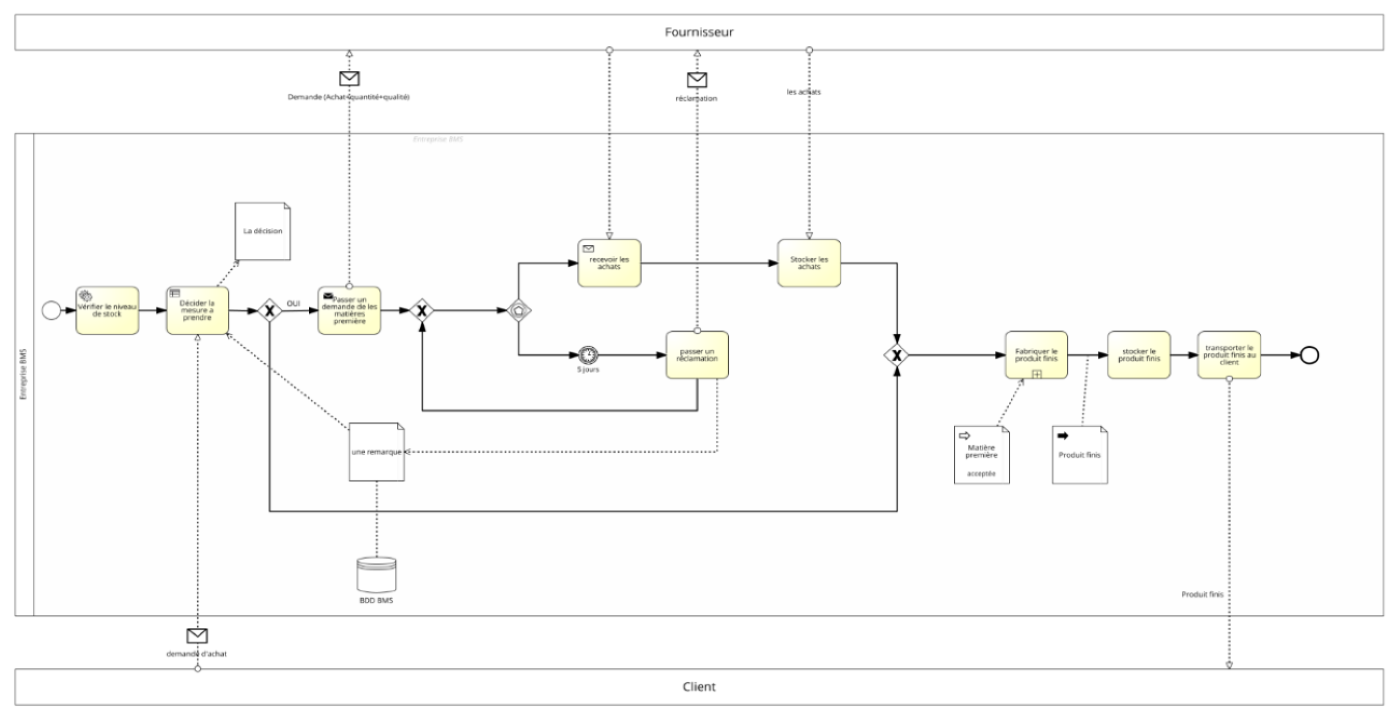 Fournisseur
Demande (Achat+quantité+qualité)
réclamation
les achats
Entreprise BMS
Entreprise BMS
La décision
Vérifier le niveau
de stock
Décider la
mesure a
prendre
OUI
Passer un
demande de les
matières
première
recevoir les
achats
Stocker les
achats
5 jours
passer un
réclamation
Fabriquer le
produit finis
stocker le
produit finis
transporter le
produit finis au
client
une remarque
Matière
première
acceptée
Produit finis
BDD BMS
Produit finis
demande d'achat
Client